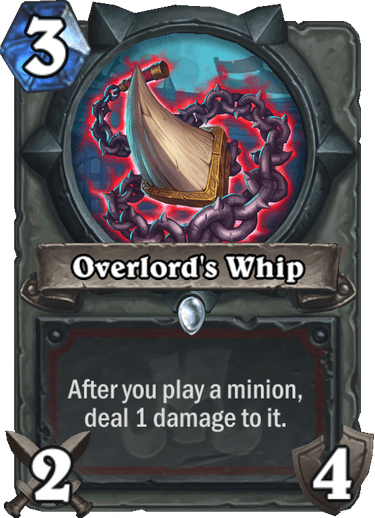 3
Overlord's Whip
After you play a minion,
deal 1 damage to it.
2
4